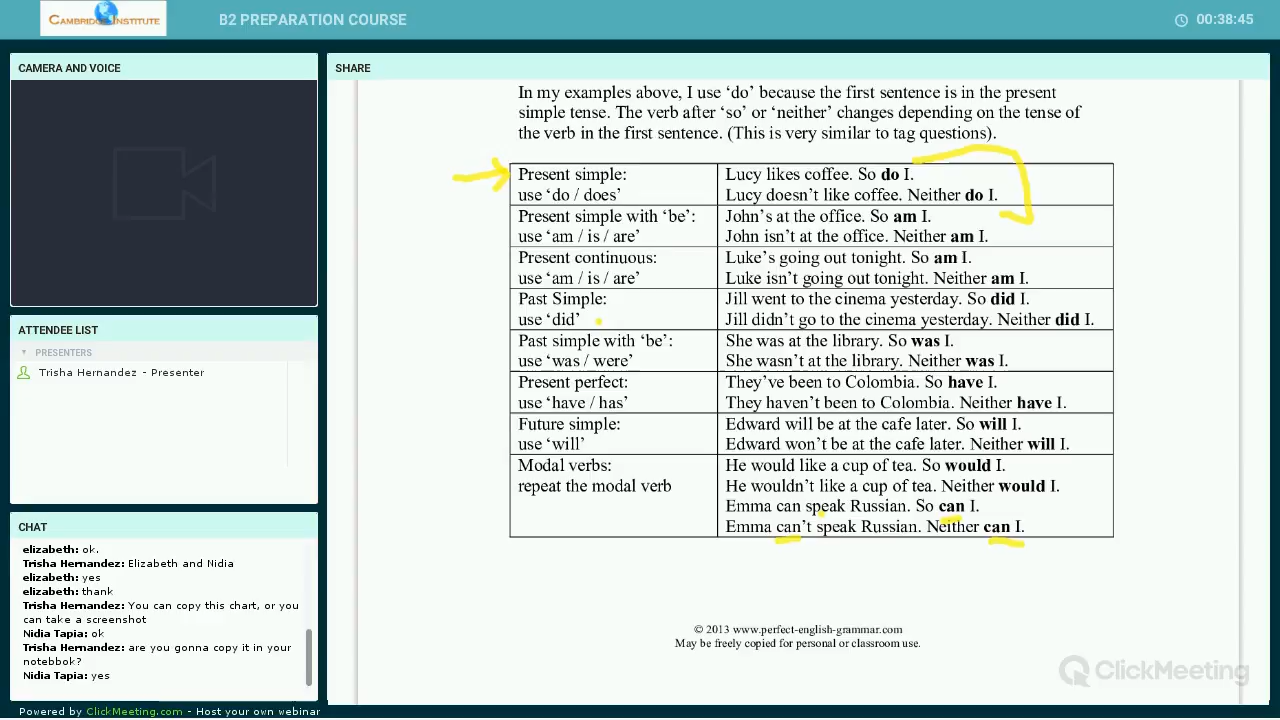 CAMBRIDGE INSTITUTE
B2 PREPARATION COURSE
00:38:45
CAMERA AND VOICE
ATTENDEE LIST
PRESENTERS
Trisha Hernandez - Presenter
CHAT
elizabeth: ok.
Trisha Hernandez: Elizabeth and Nidia
elizabeth: yes
elizabeth: thank
Trisha Hernandez: You can copy this chart, or you
can take a screenshot
Nidia Tapia: ok
Trisha Hernandez: are you gonna copy it in your
notebbok?
Nidia Tapia: yes
SHARE
In my examples above, I use ‘do’ because the first sentence is in the present
simple tense. The verb after ‘so’ or ‘neither’ changes depending on the tense of
the verb in the first sentence. (This is very similar to tag questions).
Present simple:
use ‘do / does’
Lucy likes coffee. So do I.
Lucy doesn’t like coffee. Neither do I.
Present simple with ‘be’:
use ‘am / is / are’
John’s at the office. So am I.
John isn’t at the office. Neither am I.
Present continuous:
use ‘am / is / are’
Luke’s going out tonight. So am I.
Luke isn’t going out tonight. Neither am I.
Past Simple:
use ‘did’
Jill went to the cinema yesterday. So did I.
Jill didn’t go to the cinema yesterday. Neither did I.
Past simple with ‘be’:
use ‘was / were’
She was at the library. So was I.
She wasn’t at the library. Neither was I.
Present perfect:
use ‘have / has’
They’ve been to Colombia. So have I.
They haven’t been to Colombia. Neither have I.
Future simple:
use ‘will’
Edward will be at the cafe later. So will I.
Edward won’t be at the cafe later. Neither will I.
Modal verbs:
repeat the modal verb
He would like a cup of tea. So would I.
He wouldn’t like a cup of tea. Neither would I.
Emma can speak Russian. So can I.
Emma can’t speak Russian. Neither can I.
© 2013 www.perfect-english-grammar.com
May be freely copied for personal or classroom use.
ClickMeeting
Powered by ClickMeeting.com - Host your own webinar